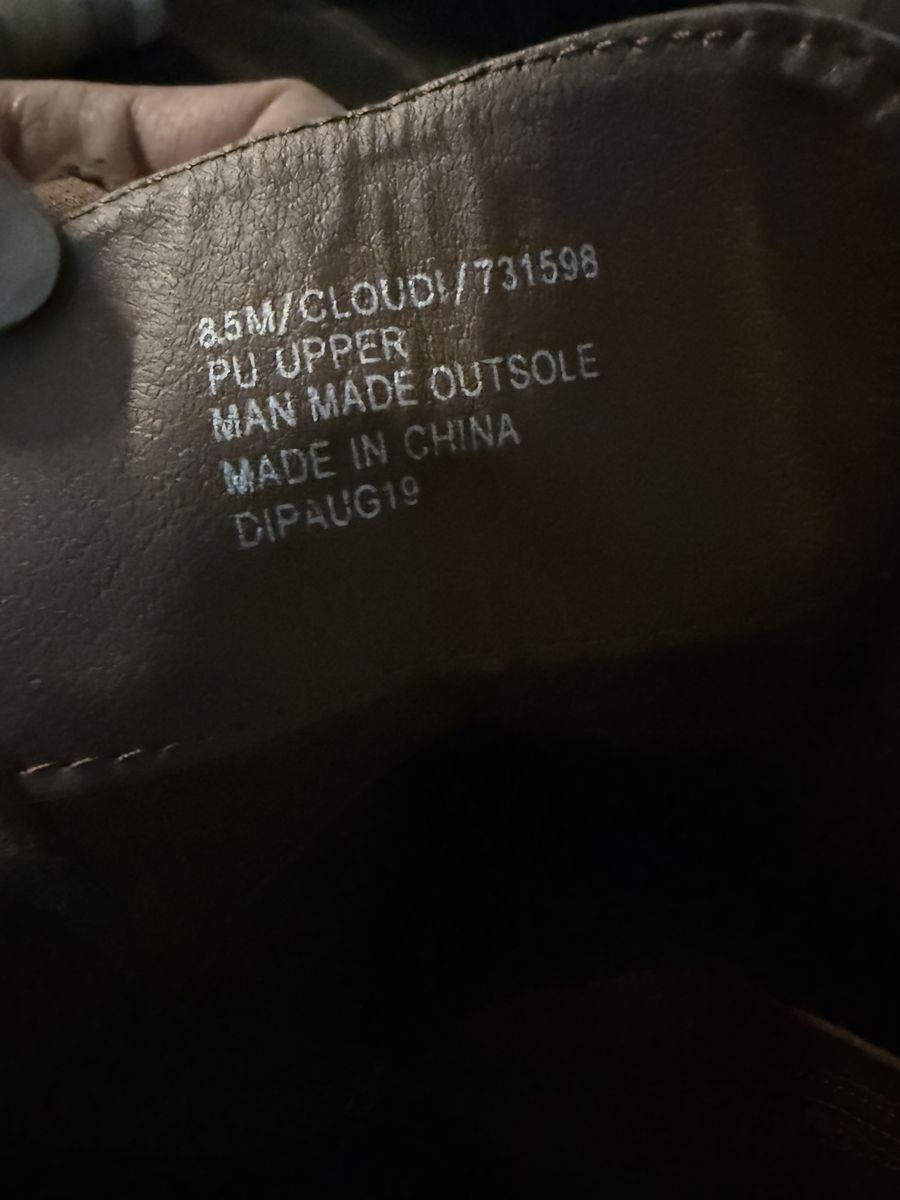 8.5M/CLOUDI/731598
PU UPPER
MAN MADE OUTSOLE
MADE IN CHINA
DIPAUG19